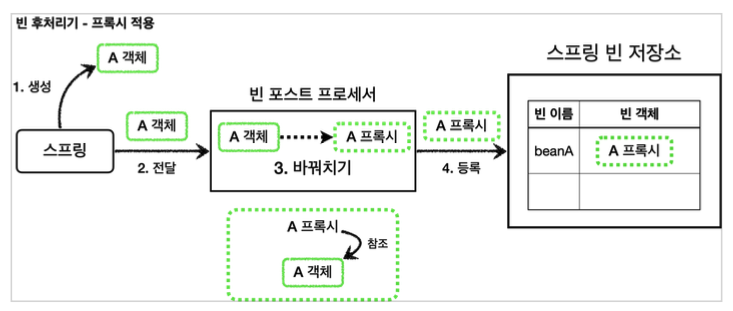 빈 후처리기 - 프록시 적용
A 객체
1. 생성
스프링
A 객체
2. 전달
빈 포스트 프로세서
A 객체
A 프록시
3. 바꿔치기
A 프록시
4. 등록
스프링 빈 저장소
빈 이름
빈 객체
beanA
A 프록시
A 프록시
참조
A 객체